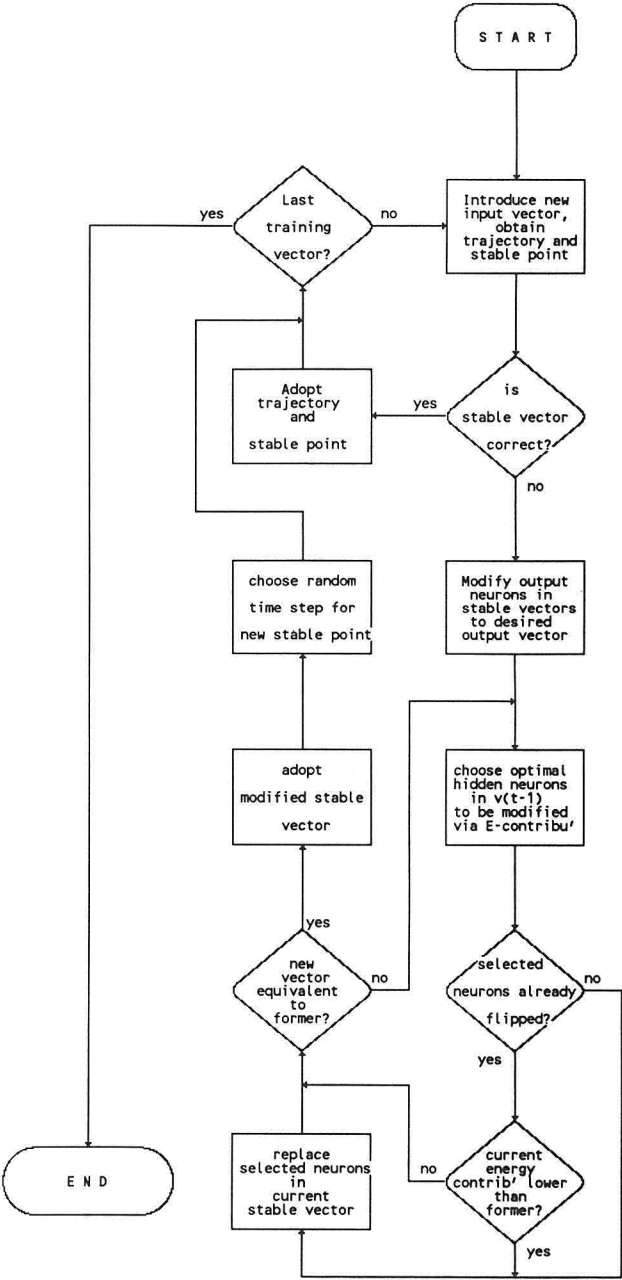 S T A R T
Introduce new
input vector,
obtain
trajectory and
stable point
Last
training
vector?
yes
no
is
stable vector
correct?
yes
no
Adopt
trajectory
and
stable point
Modify output
neurons in
stable vectors
to desired
output vector
choose random
time step for
new stable point
choose optimal
hidden neurons
in v(t-1)
to be modified
via E-contribu'
adopt
modified stable
vector
yes
new
vector
equivalent
to
former?
no
selected
neurons already
flipped?
no
yes
current
energy
contrib' lower
than
former?
no
yes
replace
selected neurons
in
current
stable vector
E N D